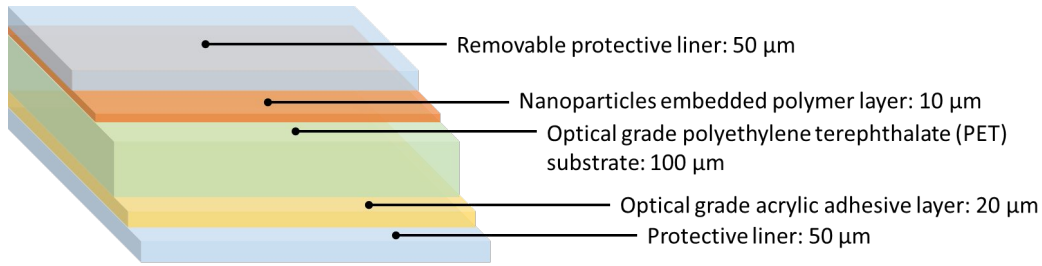 Removable protective liner: 50 μm
Nanoparticles embedded polymer layer: 10 μm
Optical grade polyethylene terephthalate (PET)
substrate: 100 μm
Optical grade acrylic adhesive layer: 20 μm
Protective liner: 50 μm